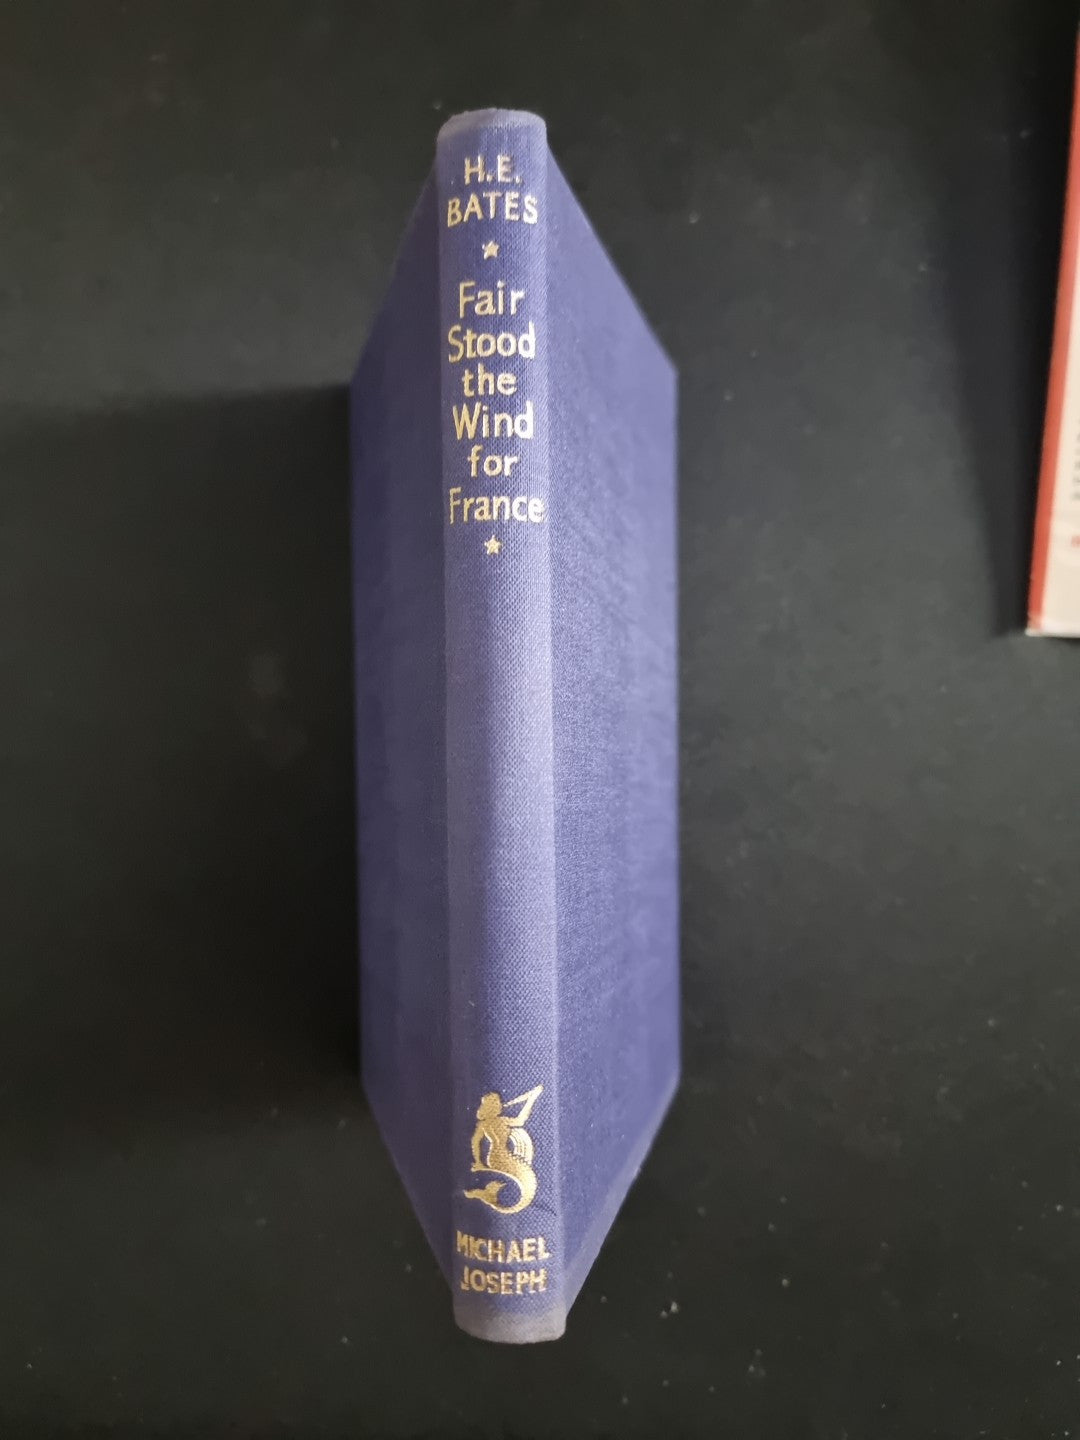 H.E.
BATES
Fair
Stood
the
Wind
for
France
MICHAEL
JOSEPH